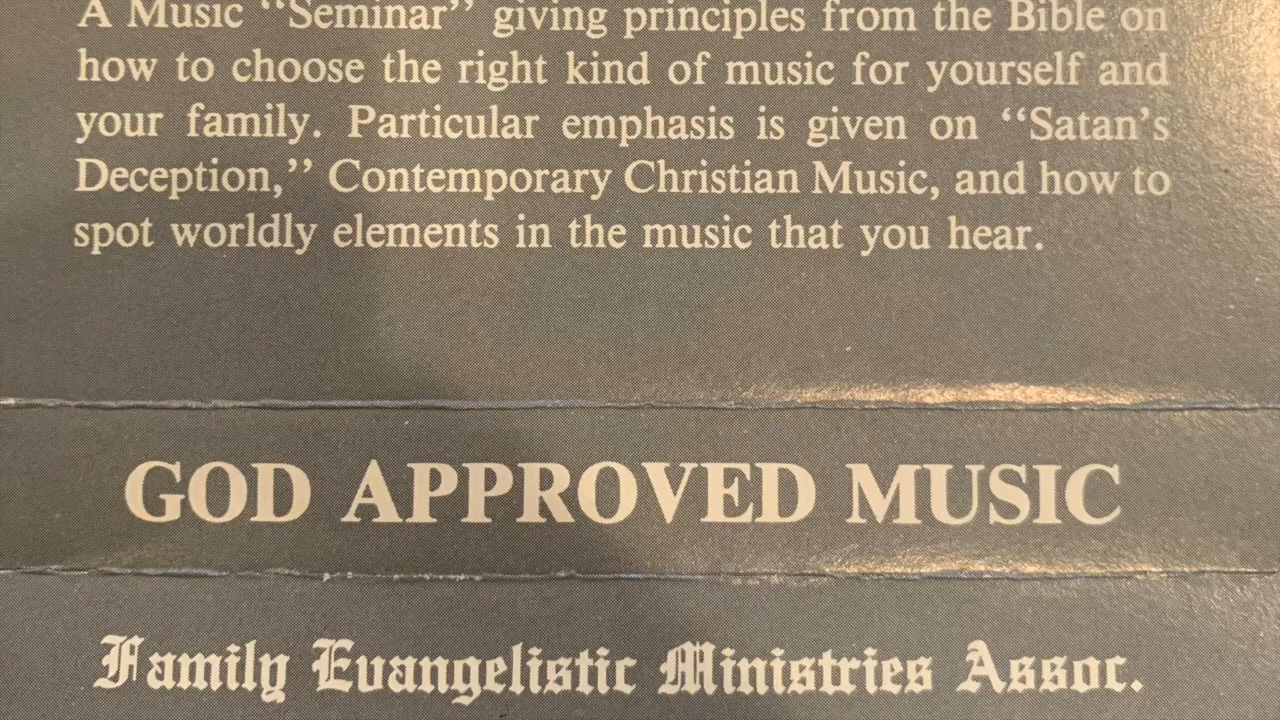 A Music “Seminar” giving principles from the Bible on
how to choose the right kind of music for yourself and
your family. Particular emphasis is given on “Satan’s
Deception,” Contemporary Christian Music, and how to
spot worldly elements in the music that you hear.
GOD APPROVED MUSIC
Family Evangelistic Ministries Assoc.